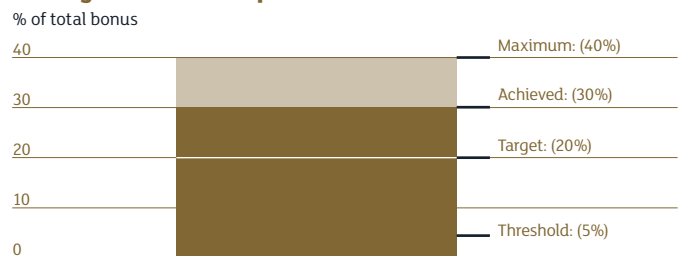 % of total bonus
40
Maximum: (40%)
30
Achieved: (30%)
20
Target: (20%)
10
Threshold: (5%)
0